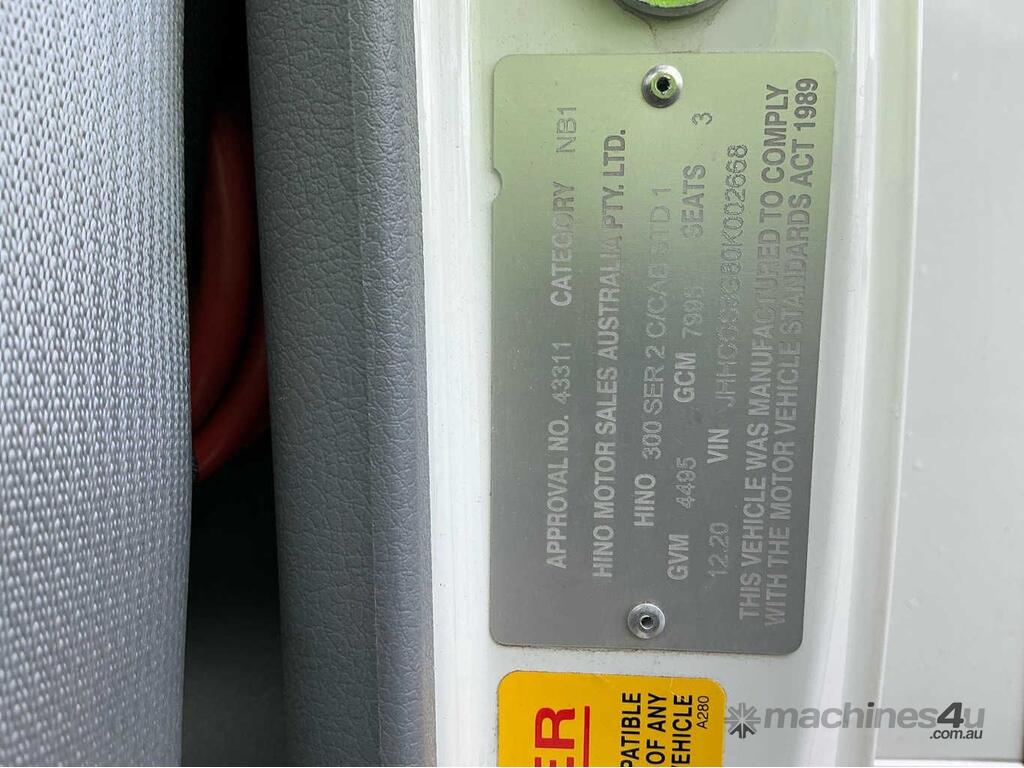 APPROVAL NO. 43311 CATEGORY NB1
HINO MOTOR SALES AUSTRALIA PTY. LTD.
HINO 300 SER 2 C/CAB STD 1
GVM 4495 GCM 7995 SEATS 3
12.20 VIN
THIS VEHICLE WAS MANUFACTURED TO COMPLY
WITH THE MOTOR VEHICLE STANDARDS ACT 1989
ER
PATIBLE
OF ANY
VEHICLE
A280
machines4u
.com.au